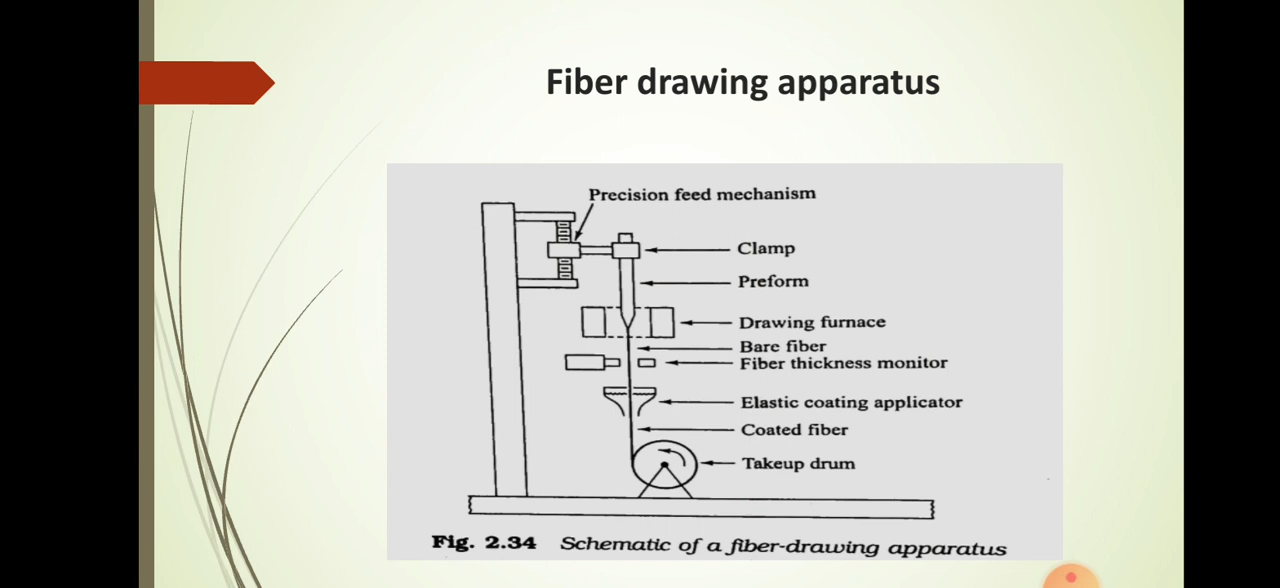 Fiber drawing apparatus
Precision feed mechanism
Clamp
Preform
Drawing furnace
Bare fiber
Fiber thickness monitor
Elastic coating applicator
Coated fiber
Takeup drum
Fig. 2.34 Schematic of a fiber-drawing apparatus